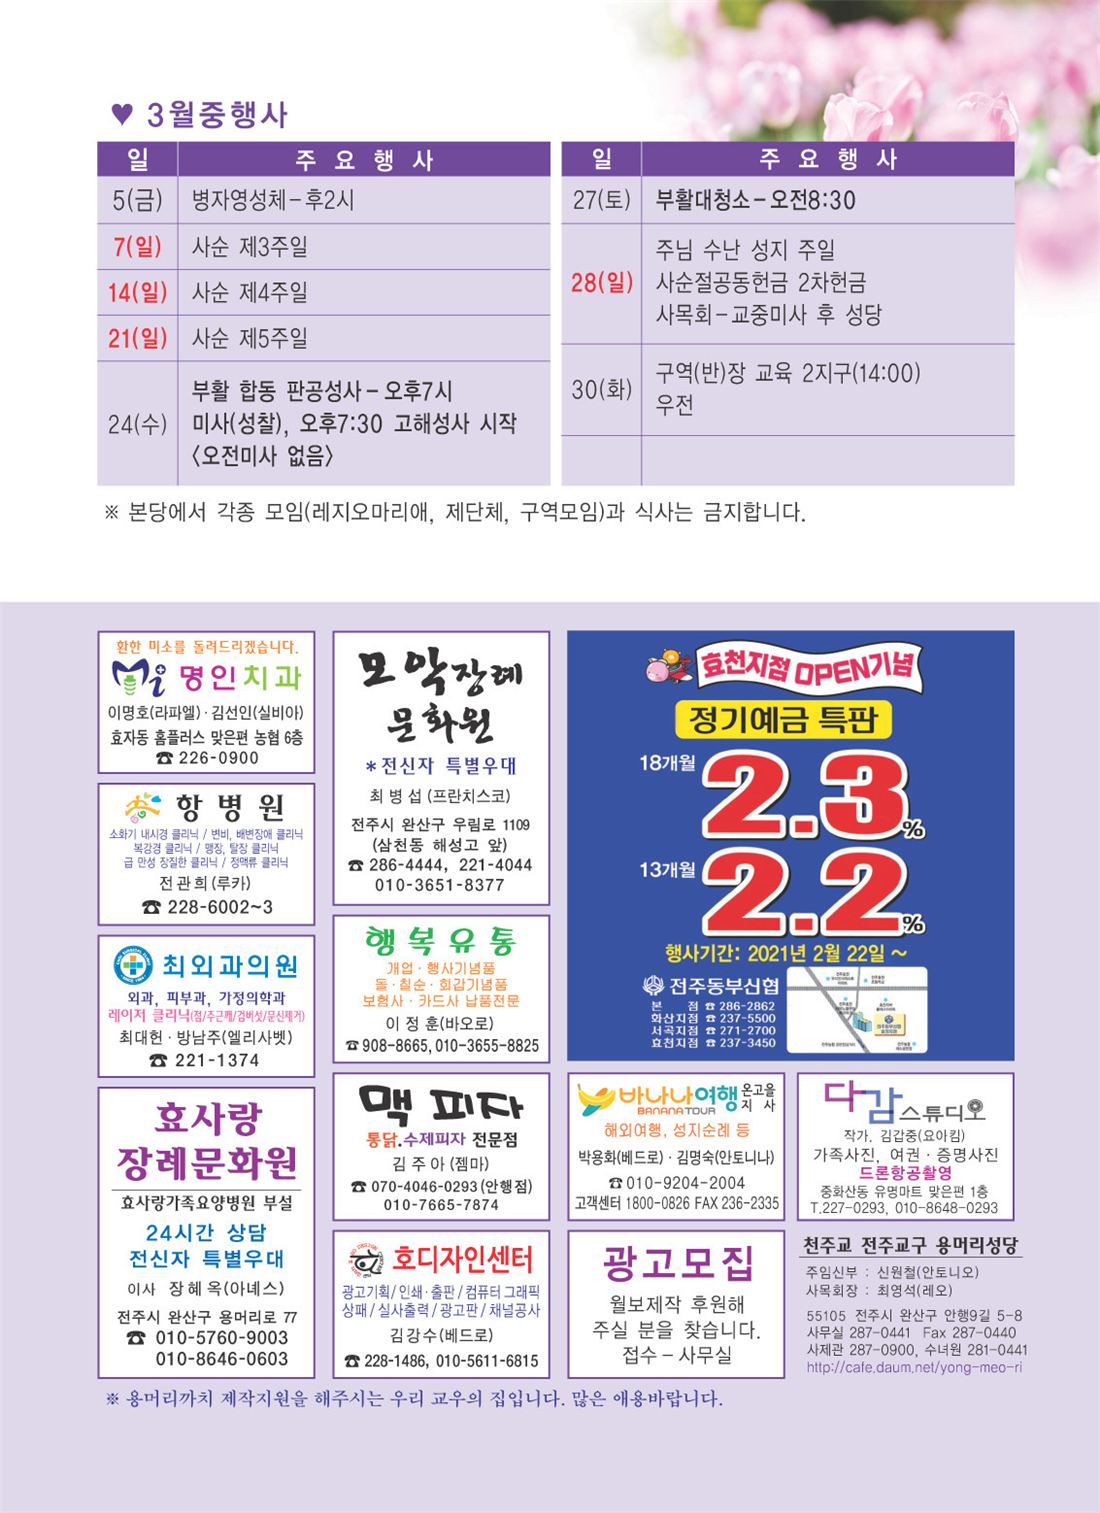 ♥ 3월중행사
일 주 요 행 사
5(금) 병자영성체-후2시
7(일) 사순 제3주일
14(일) 사순 제4주일
21(일) 사순 제5주일
24(수) 부활 합동 판공성사-오후7시
미사(성찰), 오후7:30 고해성사 시작
<오전미사 없음>
일 주 요 행 사
27(토) 부활대청소-오전8:30
28(일) 주님 수난 성지 주일
사순절공동헌금 2차헌금
사목회-교중미사 후 성당
30(화) 구역(반)장 교육 2지구(14:00)
우전
※ 본당에서 각종 모임(레지오마리애, 제단체, 구역모임)과 식사는 금지합니다.
환한 미소를 돌려드리겠습니다.
Mi 명인치과
이명호(라파엘)·김선인(실비아)
효자동 홈플러스 맞은편 농협 6층
☎ 226-0900
항병원
소화기 내시경 클리닉 / 변비, 배변장애 클리닉
복강경 클리닉 / 맹장, 탈장 클리닉
급 만성 장질환 클리닉 / 정맥류 클리닉
전관희(루카)
☎ 228-6002~3
최외과의원
외과, 피부과, 가정의학과
레이저 클리닉(점/주근깨/검버섯/문신제거)
최대헌·방남주(엘리사벳)
☎ 221-1374
효사랑
장례문화원
효사랑가족요양병원 부설
24시간 상담
전신자 특별우대
이사 장혜옥(아녜스)
전주시 완산구 용머리로 77
☎ 010-5760-9003
010-8646-0603
모악장례
문화원
*전신자 특별우대
최병섭(프란치스코)
전주시 완산구 우림로 1109
(삼천동 해성고 앞)
☎ 286-4444, 221-4044
010-3651-8377
행복유통
개업·행사기념품
돌·칠순·회갑기념품
보험사·카드사 납품전문
이정훈(바오로)
☎908-8665, 010-3655-8825
맥 피자
통닭.수제피자 전문점
김주아(젬마)
☎ 070-4046-0293(안행점)
010-7665-7874
호디자인센터
광고기획/인쇄·출판/컴퓨터그래픽
상패/실사출력/광고판/채널공사
김강수(베드로)
☎ 228-1486, 010-5611-6815
효천지점 OPEN기념
정기예금 특판
18개월 2.3%
13개월 2.2%
행사기간: 2021년 2월 22일 ~
전주동부신협
본 점 ☎ 286-2862
화산지점 ☎ 237-5500
서곡지점 ☎ 271-2700
효천지점 ☎ 237-3450
바나나여행 온고을
지사
BANANA TOUR
해외여행, 성지순례 등
박용화(베드로)·김명숙(안토니나)
☎010-9204-2004
고객센터 1800-0826 FAX 236-2335
다감스튜디오
작가. 김갑중(요아킴)
가족사진, 여권·증명사진
드론항공촬영
중화산동 유명마트 맞은편 1층
T.227-0293, 010-8648-0293
광고모집
월보제작 후원해
주실 분을 찾습니다.
접수-사무실
천주교 전주교구 용머리성당
주임신부 : 신원철(안토니오)
사목회장 : 최영석(레오)
55105 전주시 완산구 안행9길 5-8
사무실 287-0441 Fax 287-0440
사제관 287-0900, 수녀원 281-0441
http://cafe.daum.net/yong-meo-ri
※ 용머리까치 제작지원을 해주시는 우리 교우의 집입니다. 많은 애용바랍니다.